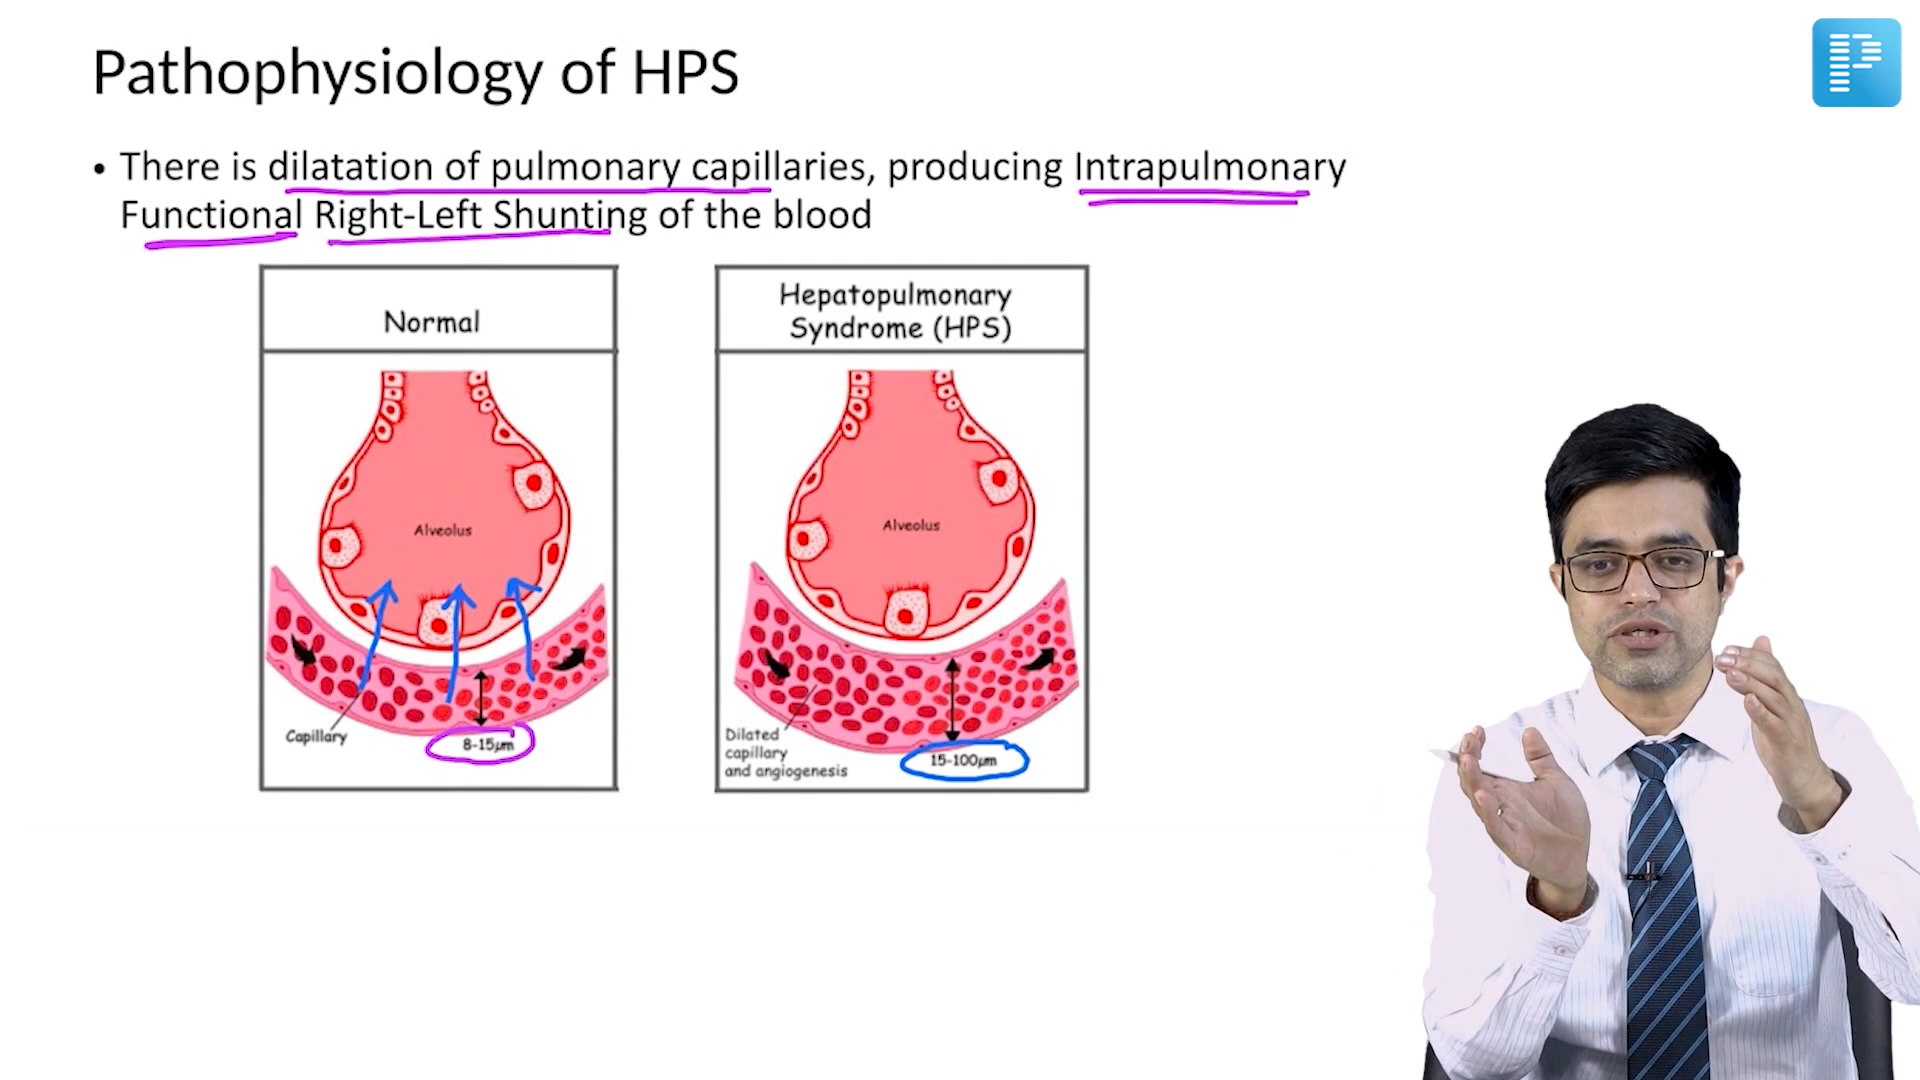 Pathophysiology of HPS
• There is dilatation of pulmonary capillaries, producing Intrapulmonary
Functional Right-Left Shunting of the blood
Normal
Alveolus
Capillary
8-15µm
Hepatopulmonary
Syndrome (HPS)
Alveolus
Dilated
capillary
and angiogenesis
15-100µm